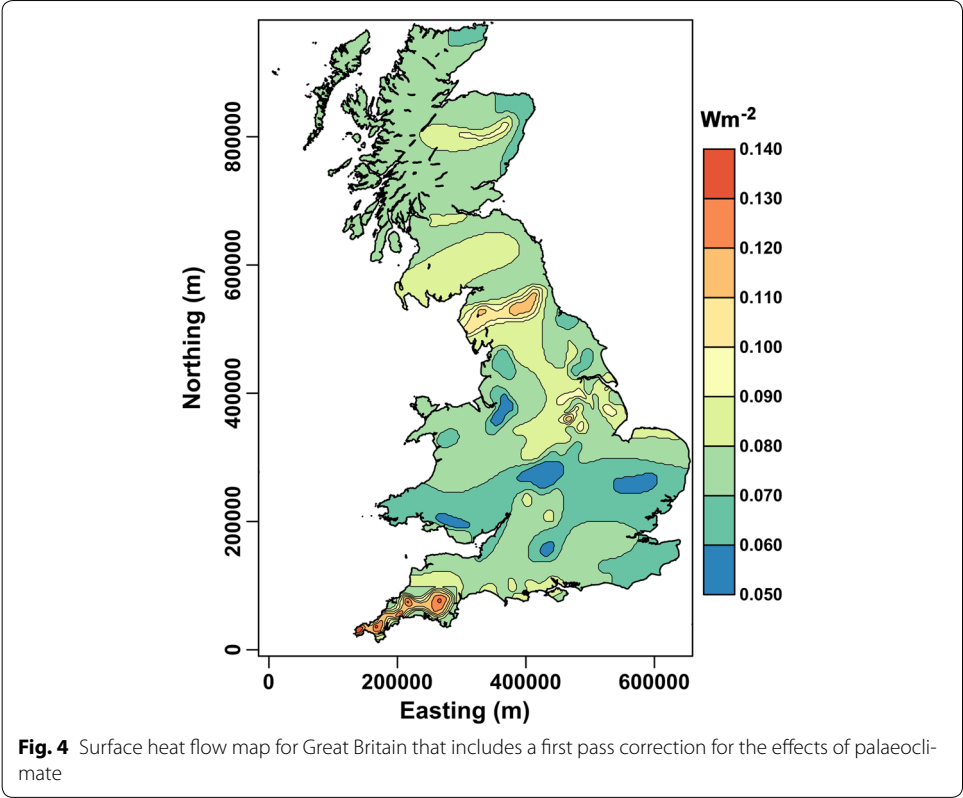 Wm-2
0.140
0.130
0.120
0.110
0.100
0.090
0.080
0.070
0.060
0.050
800000
600000
400000
200000
0
Northing (m)
0 200000 400000 600000
Easting (m)
Fig. 4 Surface heat flow map for Great Britain that includes a first pass correction for the effects of palaeocli-
mate